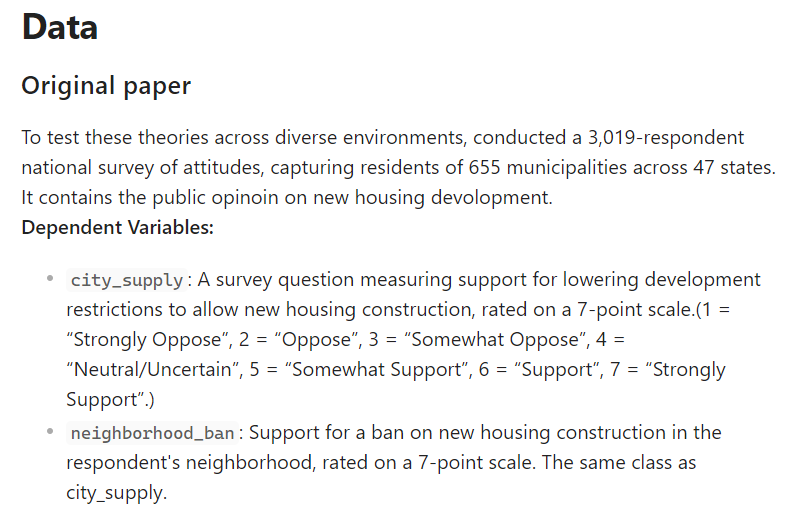 Data
Original paper
To test these theories across diverse environments, conducted a 3,019-respondent
national survey of attitudes, capturing residents of 655 municipalities across 47 states.
It contains the public opinoin on new housing devolopment.
Dependent Variables:
• city_supply: A survey question measuring support for lowering development
restrictions to allow new housing construction, rated on a 7-point scale.(1 =
“Strongly Oppose”, 2 = “Oppose”, 3 = “Somewhat Oppose”, 4 =
“Neutral/Uncertain”, 5 = “Somewhat Support”, 6 = “Support”, 7 = “Strongly
Support”.)
• neighborhood_ban: Support for a ban on new housing construction in the
respondent's neighborhood, rated on a 7-point scale. The same class as
city_supply.